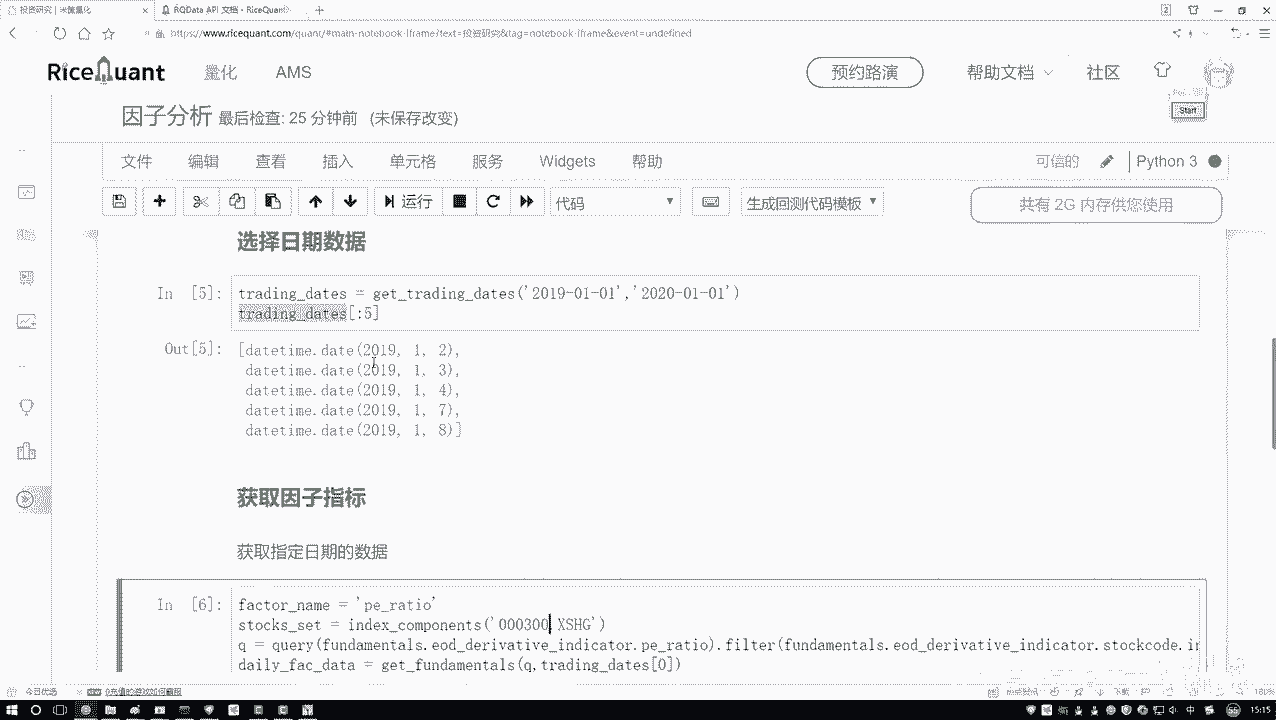 投资研究 | 米筐量化
RQData API 文档 - RiceQuant
https://www.ricequant.com/quant/#main-notebook-iframe?text=投资研究&tag=notebook-iframe&event=undefined
RiceQuant
量化
AMS
预约路演
帮助文档
社区
因子分析 最后检查: 25 分钟前 (未保存改变)
Start
文件 编辑 查看 插入 单元格 服务 Widgets 帮助
可信的
Python 3
运行
代码
生成回测代码模板
共有 2G 内存供您使用
选择日期数据
In [5]:
trading_dates = get_trading_dates('2019-01-01','2020-01-01')
trading_dates[:5]
Out[5]:
[datetime.date(2019, 1, 2),
datetime.date(2019, 1, 3),
datetime.date(2019, 1, 4),
datetime.date(2019, 1, 7),
datetime.date(2019, 1, 8)]
获取因子指标
获取指定日期的数据
In [6]:
factor_name = 'pe_ratio'
stocks_set = index_components('000300.XSHG')
q = query(fundamentals.eod_derivative_indicator.pe_ratio).filter(fundamentals.eod_derivative_indicator.stockcode.in
daily_fac_data = get_fundamentals(q,trading_dates[0])
今日优选
180%
中
15:15